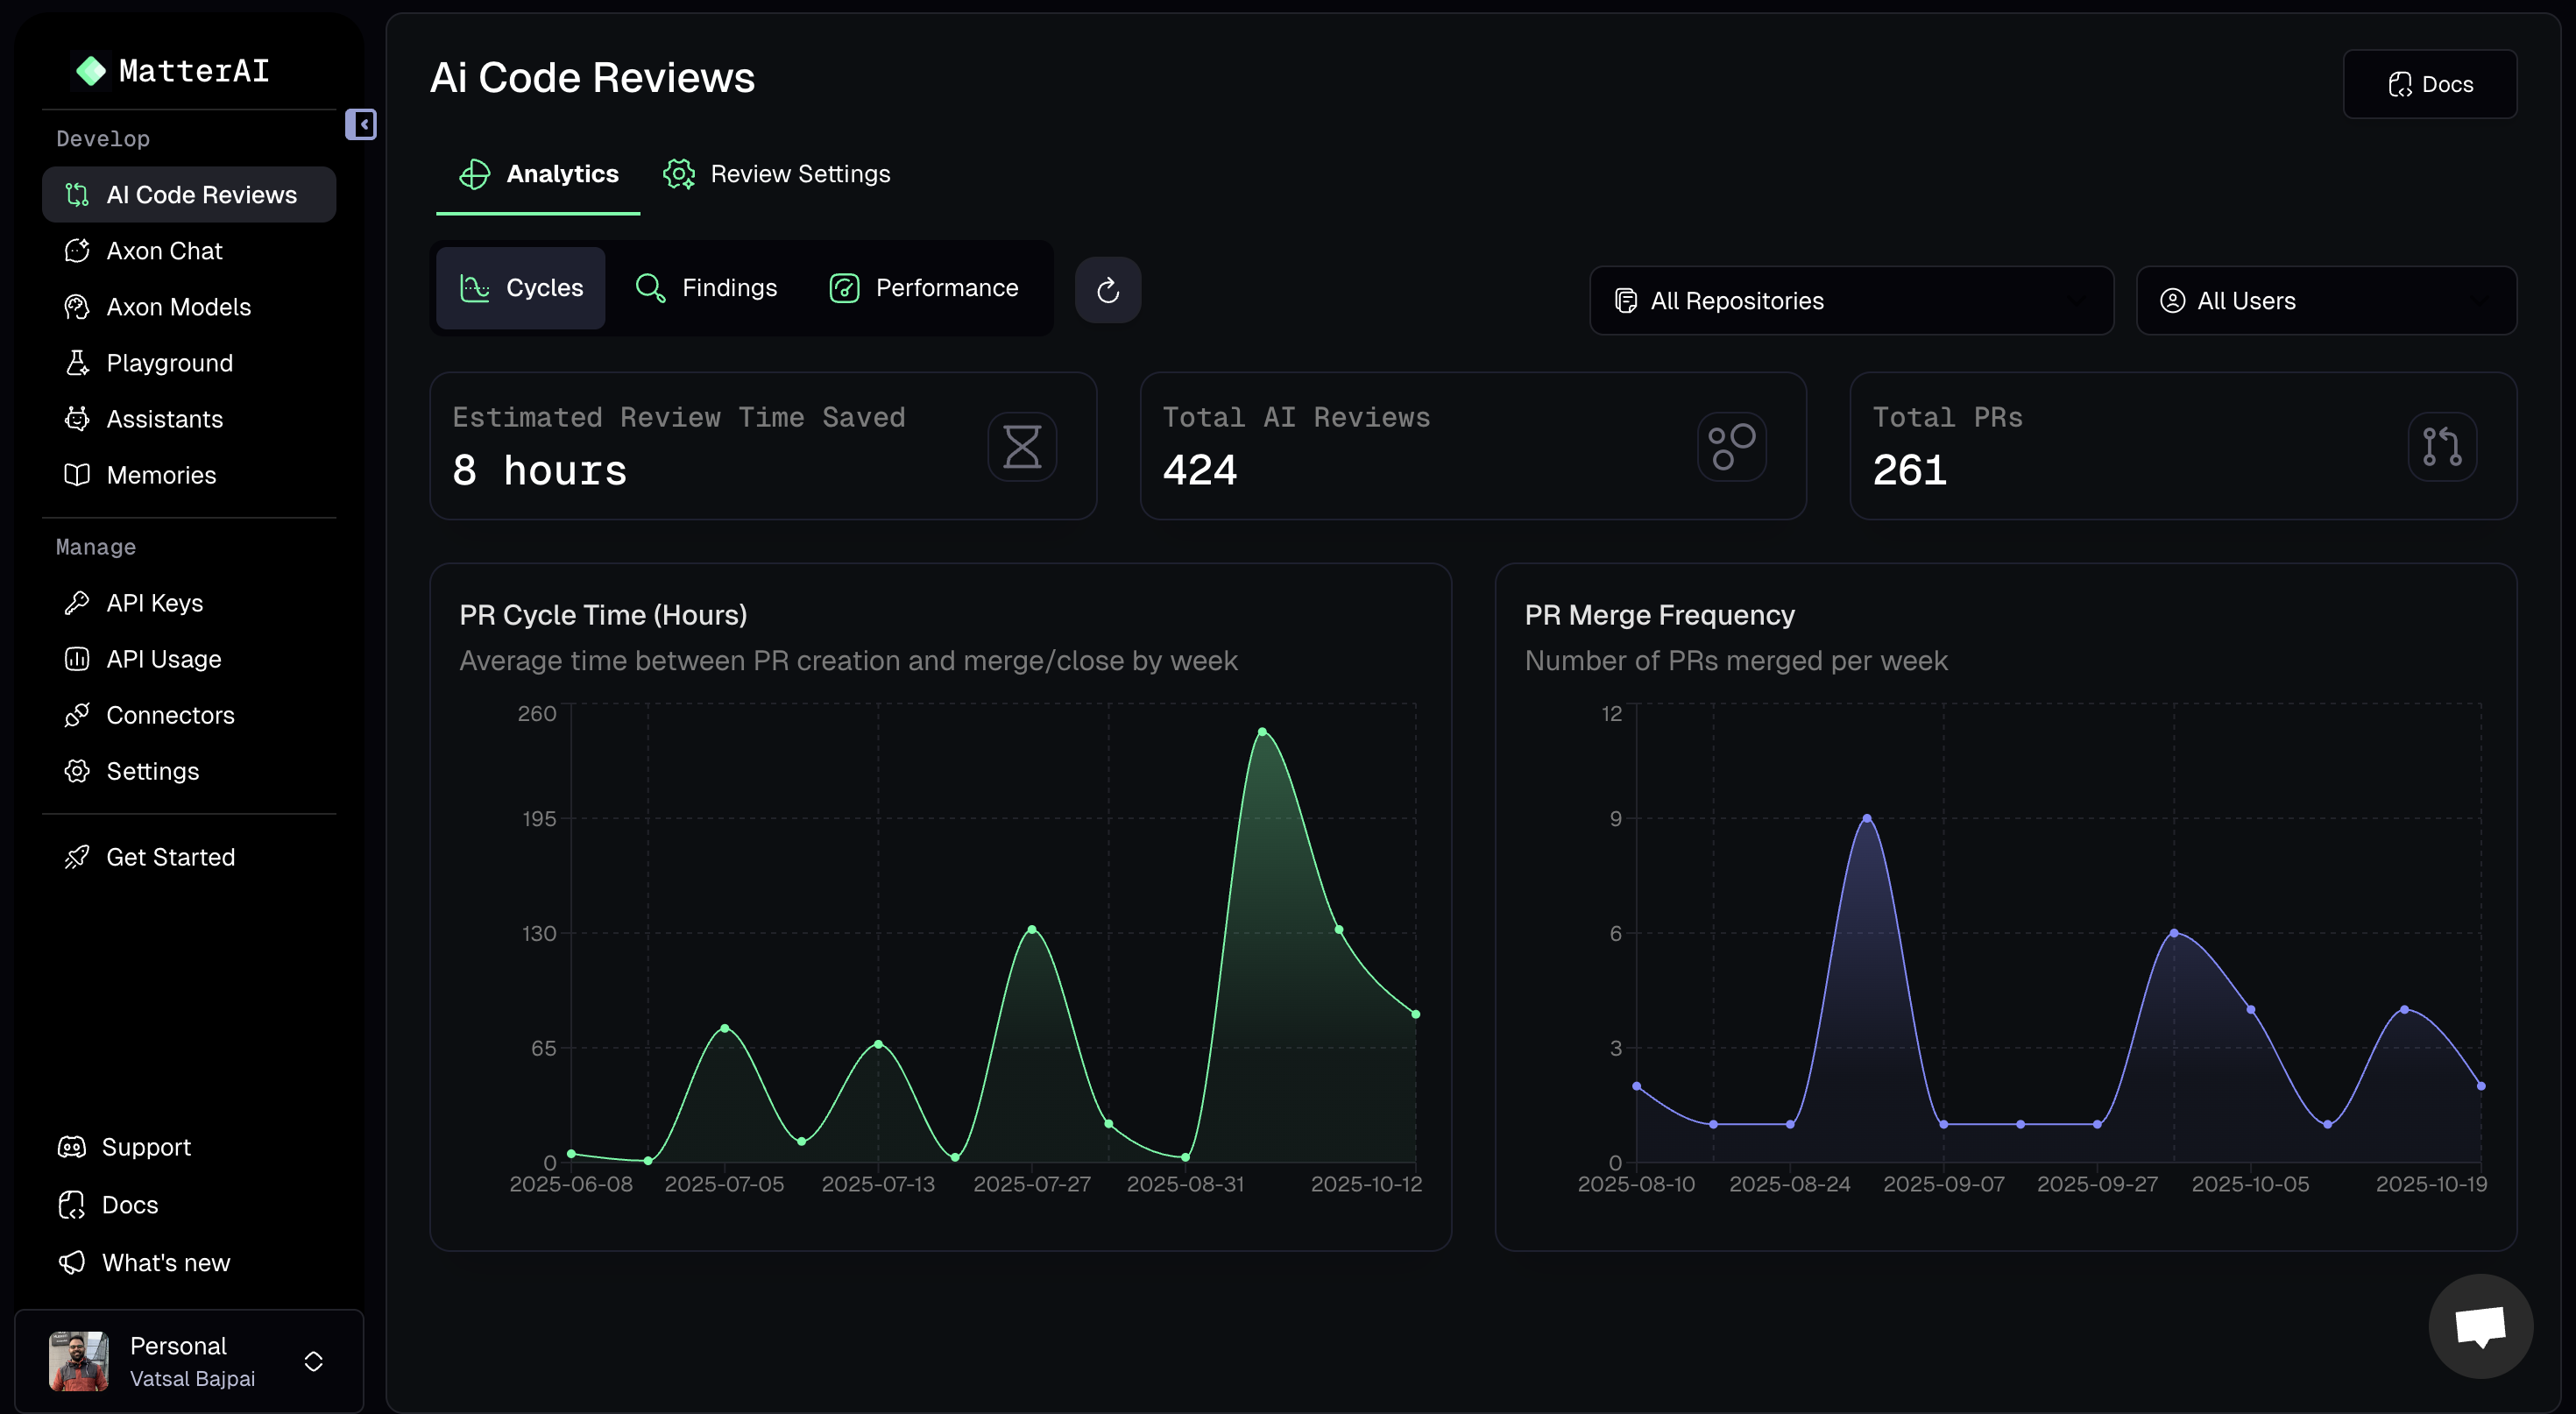 MatterAI
Develop
AI Code Reviews
Axon Chat
Axon Models
Playground
Assistants
Memories
Manage
API Keys
API Usage
Connectors
Settings
Get Started
Support
Docs
What's new
Personal
Vatsal Bajpai
Ai Code Reviews
Docs
Analytics
Review Settings
Cycles
Findings
Performance
All Repositories
All Users
Estimated Review Time Saved
8 hours
Total AI Reviews
424
Total PRs
261
PR Cycle Time (Hours)
Average time between PR creation and merge/close by week
260
195
130
65
0
2025-06-08
2025-07-05
2025-07-13
2025-07-27
2025-08-31
2025-10-12
PR Merge Frequency
Number of PRs merged per week
12
9
6
3
0
2025-08-10
2025-08-24
2025-09-07
2025-09-27
2025-10-05
2025-10-19